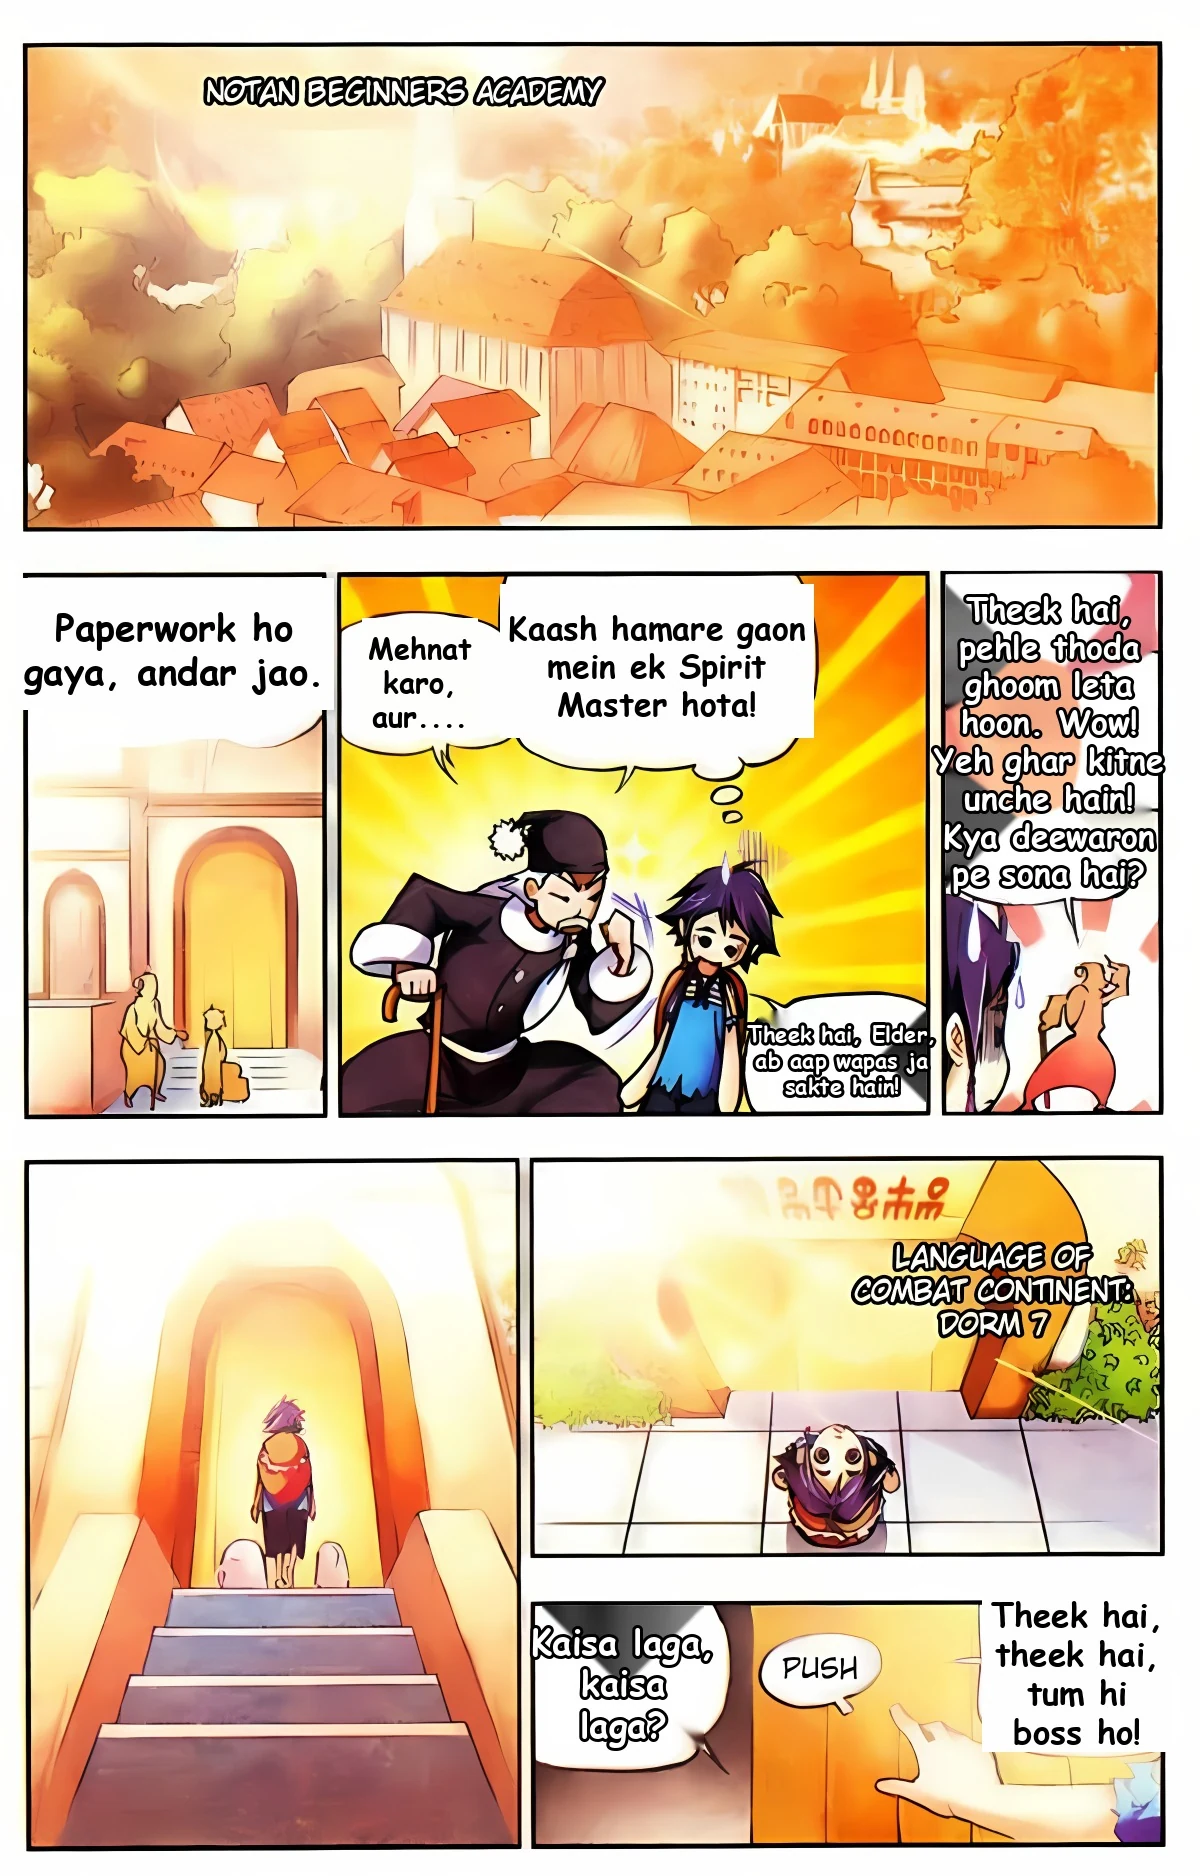 NOTAN BEGINNERS ACADEMY
Paperwork ho
gaya, andar jao.
Mehnat
karo,
aur....
Kaash hamare gaon
mein ek Spirit
Master hota!
Theek hai, Elder,
ab aap wapas ja
sakte hain!
Theek hai,
pehle thoda
ghoom leta
hoon. Wow!
Yeh ghar kitne
unche hain!
Kya deewaron
pe sona hai?
LANGUAGE OF
COMBAT CONTINENT:
DORM 7
Kaisa laga,
kaisa
laga?
PUSH
Theek hai,
theek hai,
tum hi
boss ho!